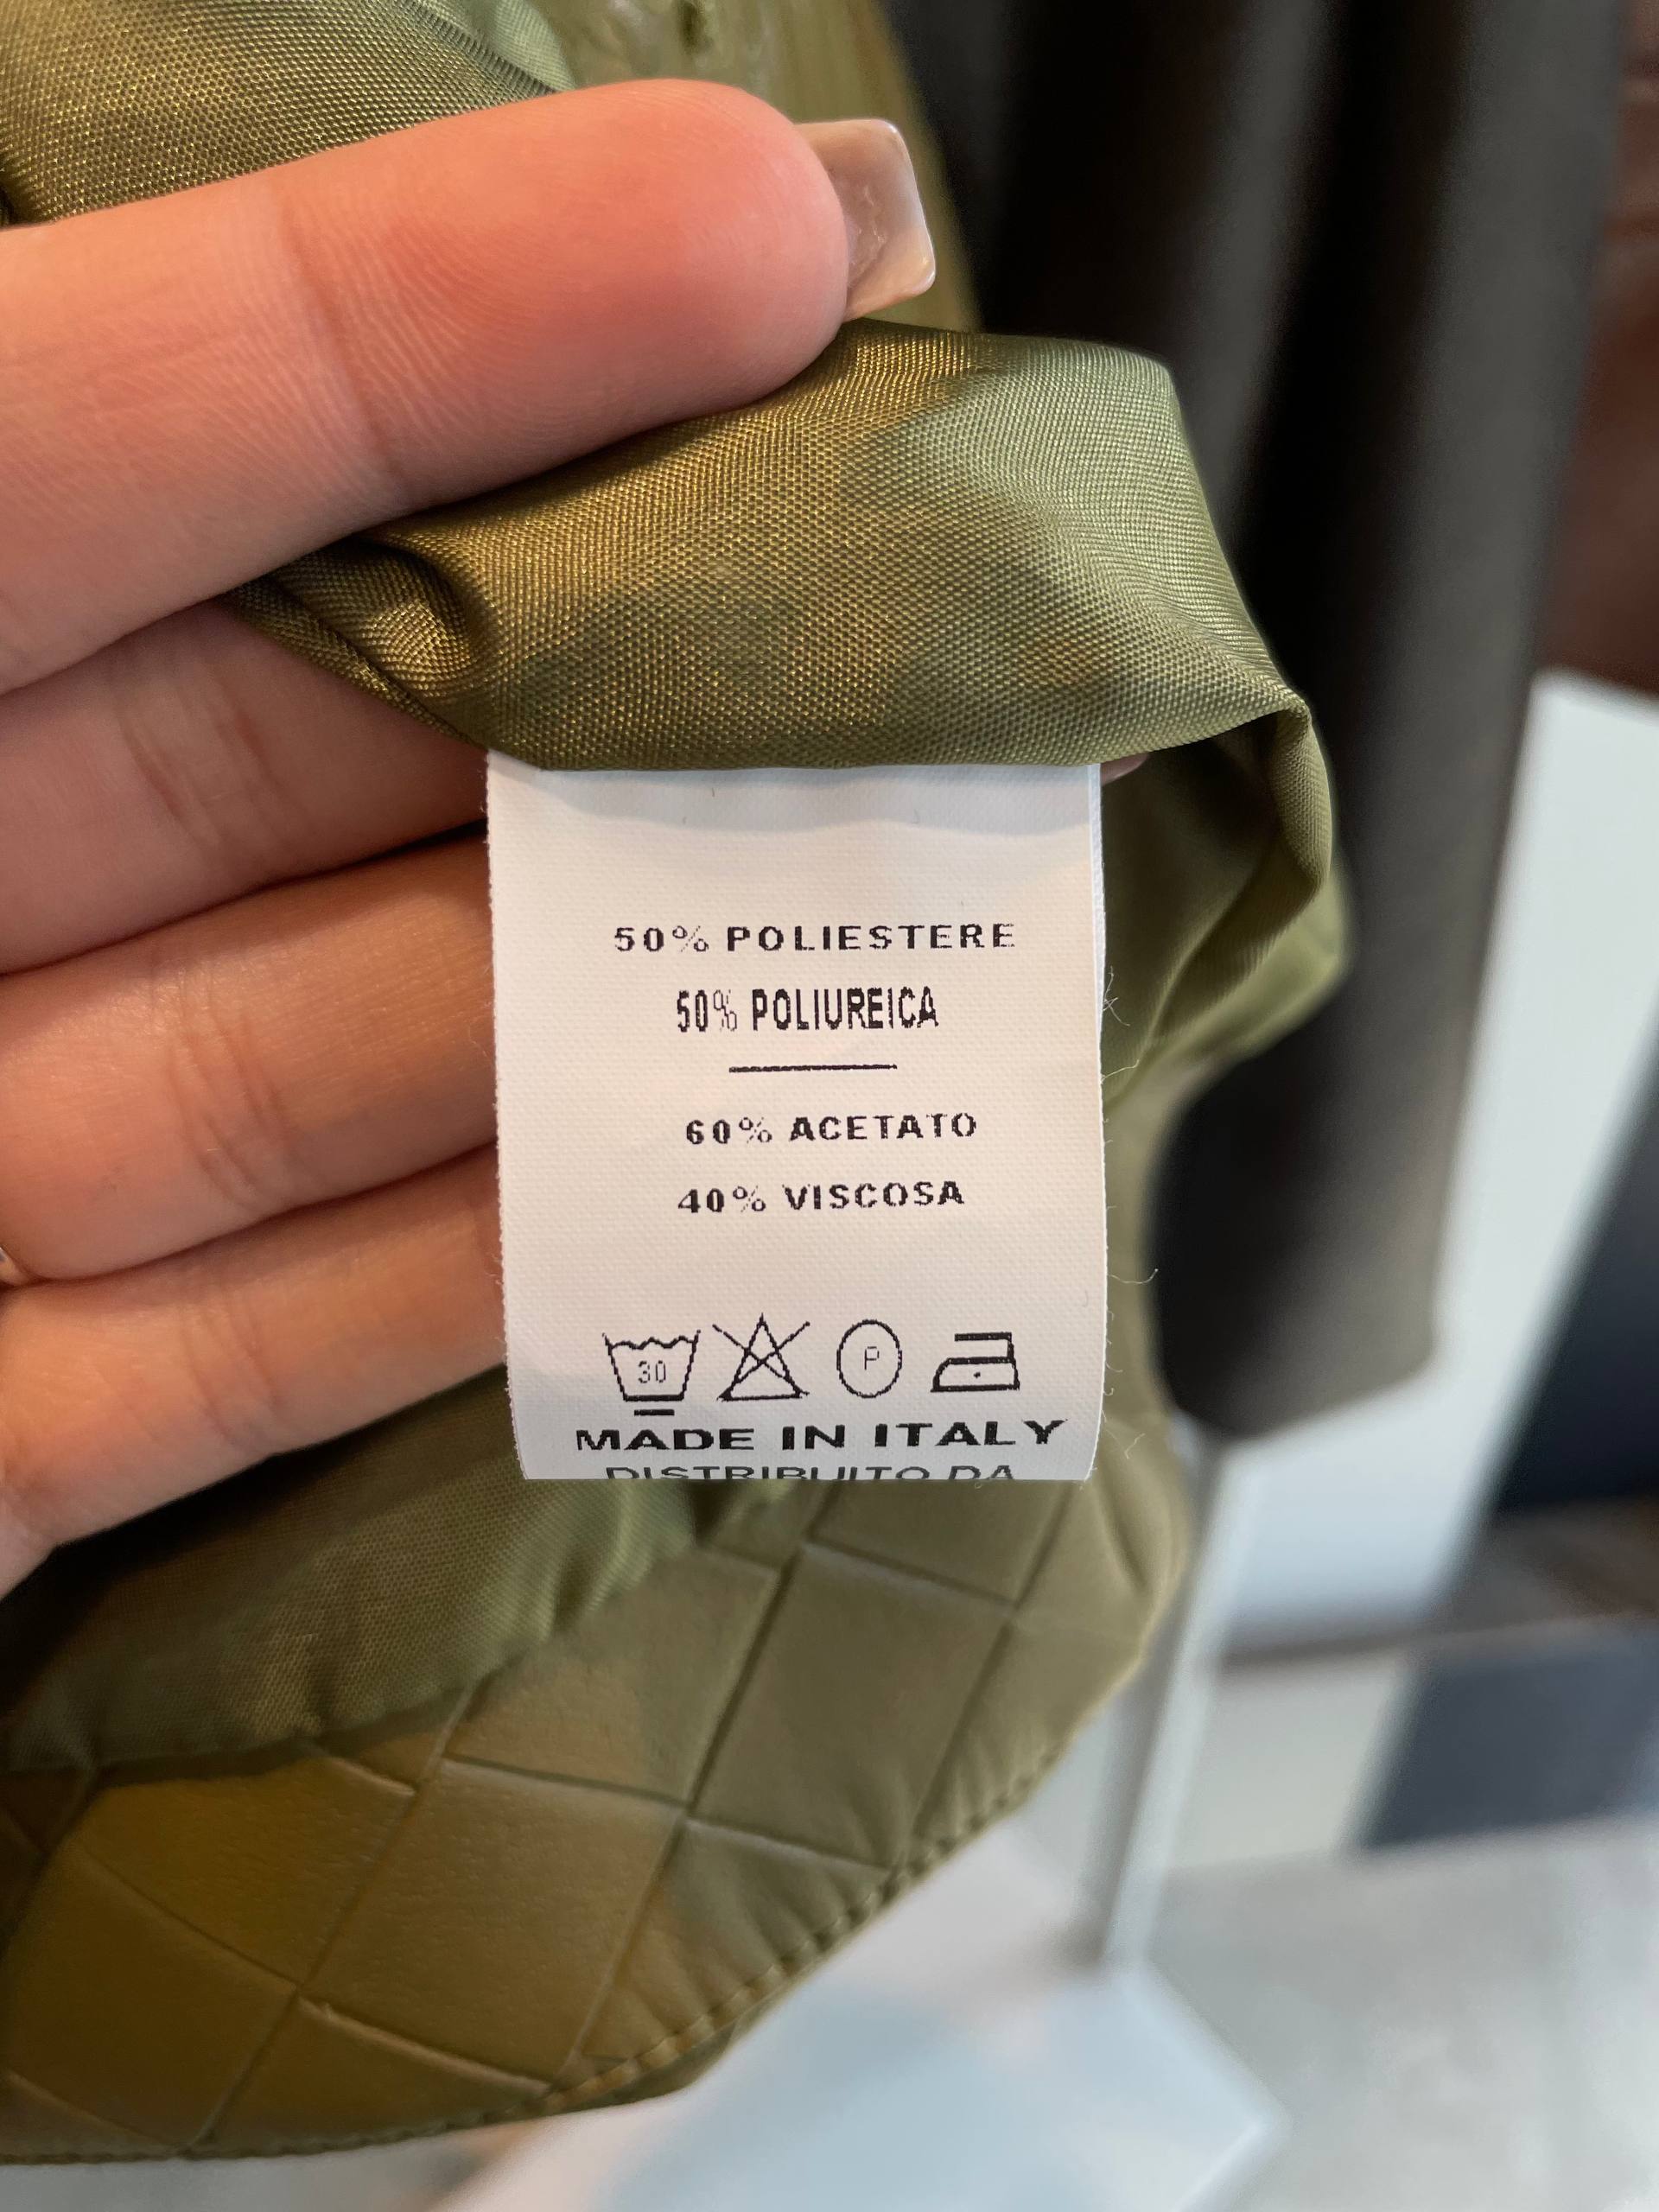 50% POLIESTERE
50% POLIUREICA
60% ACETATO
40% VISCOSA
30 P
MADE IN ITALY
DISTRIBUITO DA